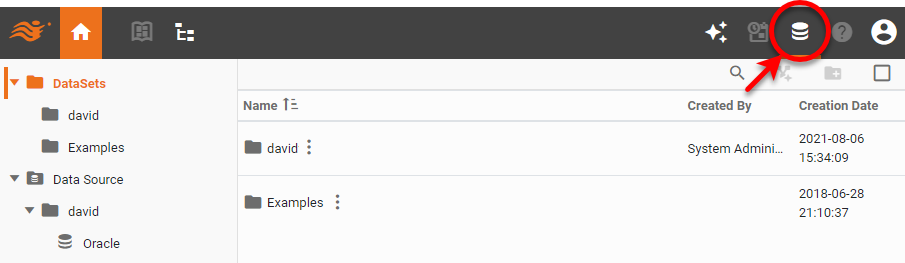 DataSets
david
Examples
Data Source
david
Oracle
Name Created By Creation Date
david System Admini... 2021-08-06
15:34:09
Examples 2018-06-28
21:10:37